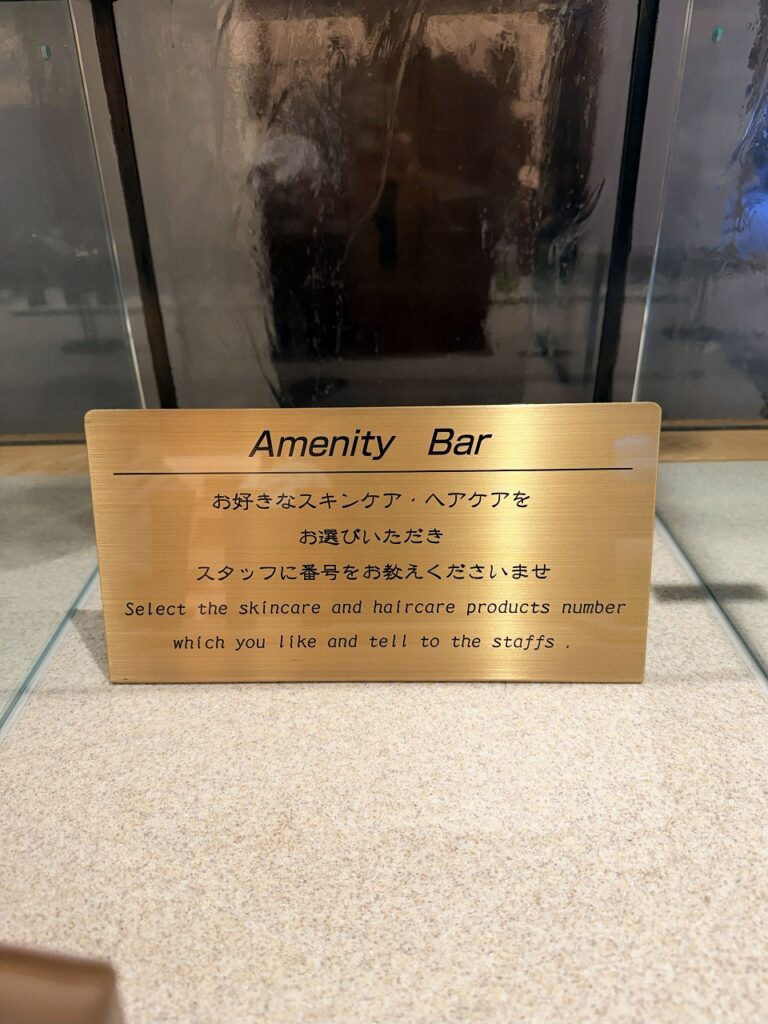 Amenity Bar
お好きなスキンケア・ヘアケアを
お選びいただき
スタッフに番号をお教えくださいませ
Select the skincare and haircare products number
which you like and tell to the staffs .